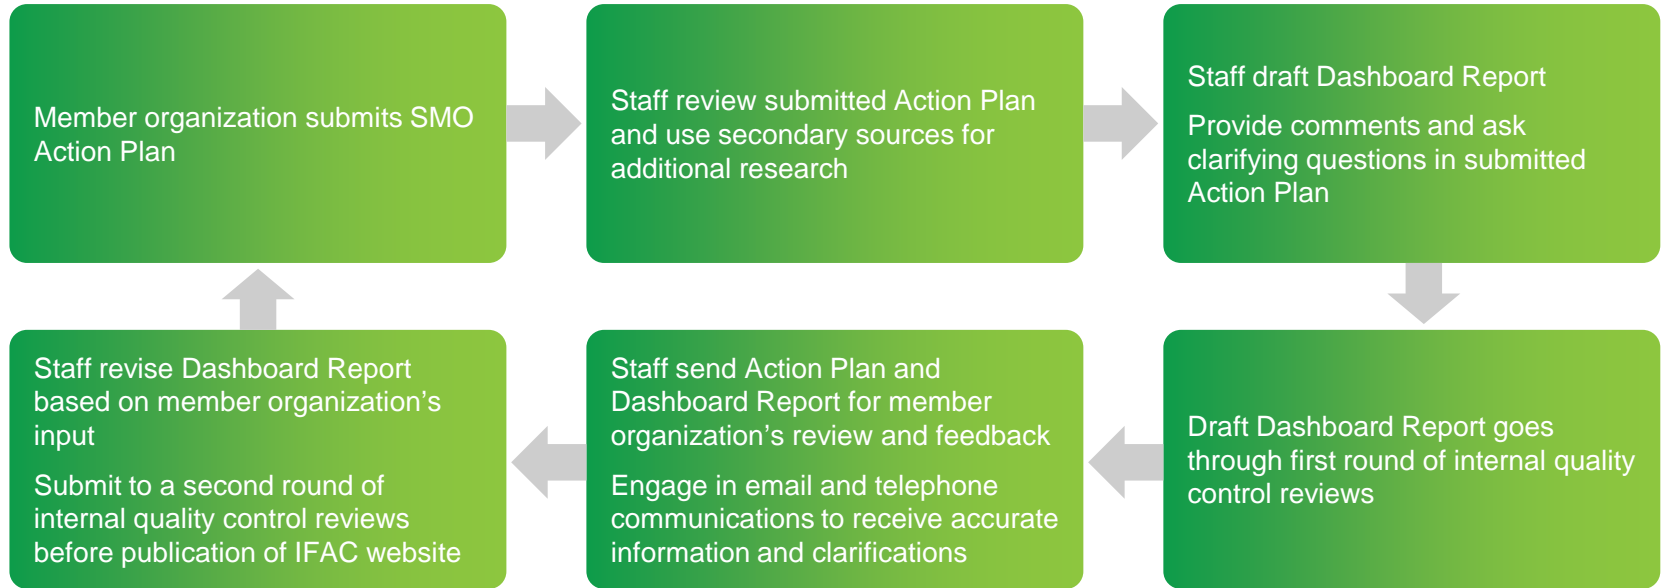 Member organization submits SMO
Action Plan
Staff review submitted Action Plan
and use secondary sources for
additional research
Staff draft Dashboard Report
Provide comments and ask
clarifying questions in submitted
Action Plan
Draft Dashboard Report goes
through first round of internal quality
control reviews
Staff send Action Plan and
Dashboard Report for member
organization’s review and feedback
Engage in email and telephone
communications to receive accurate
information and clarifications
Staff revise Dashboard Report
based on member organization’s
input
Submit to a second round of
internal quality control reviews
before publication of IFAC website